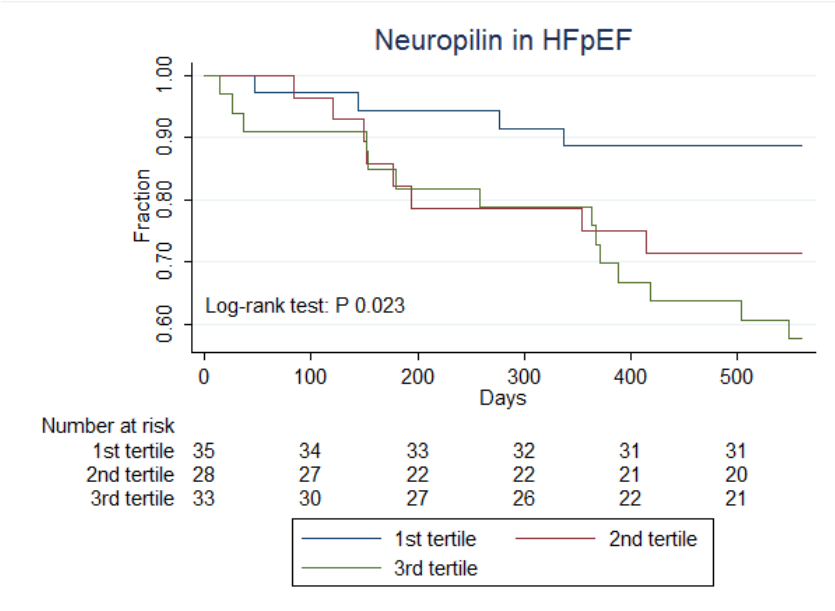 Neuropilin in HFpEF
Fraction
1.00
0.90
0.80
0.70
0.60
Log-rank test: P 0.023
0 100 200 300 400 500
Days
Number at risk
1st tertile 35 34 33 32 31 31
2nd tertile 28 27 22 22 21 20
3rd tertile 33 30 27 26 22 21
1st tertile 2nd tertile
3rd tertile